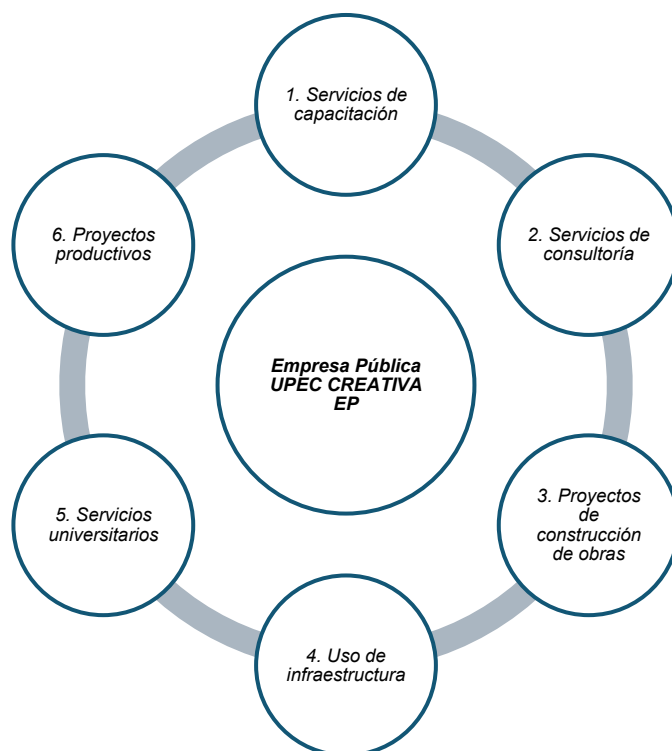 1. Servicios de
capacitación
2. Servicios de
consultoría
3. Proyectos
de
construcción
de obras
4. Uso de
infraestructura
5. Servicios
universitarios
6. Proyectos
productivos
Empresa Pública
UPEC CREATIVA
EP